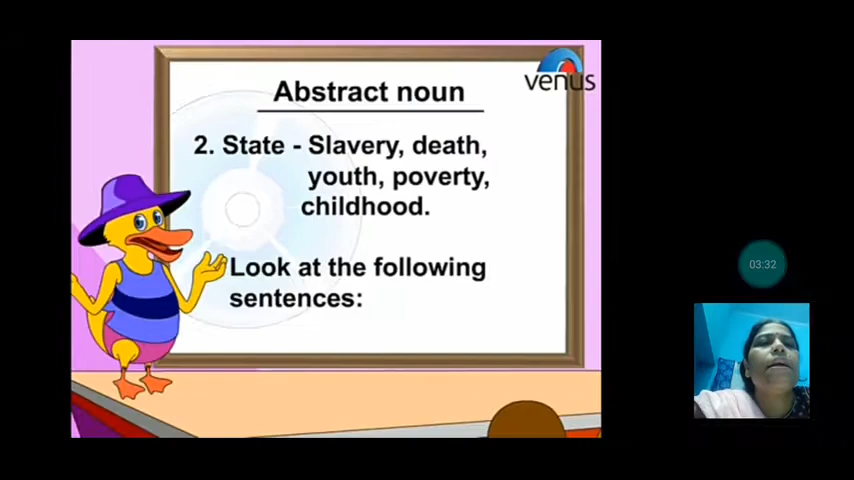 venus
Abstract noun
2. State - Slavery, death,
youth, poverty,
childhood.
Look at the following
sentences:
03:32